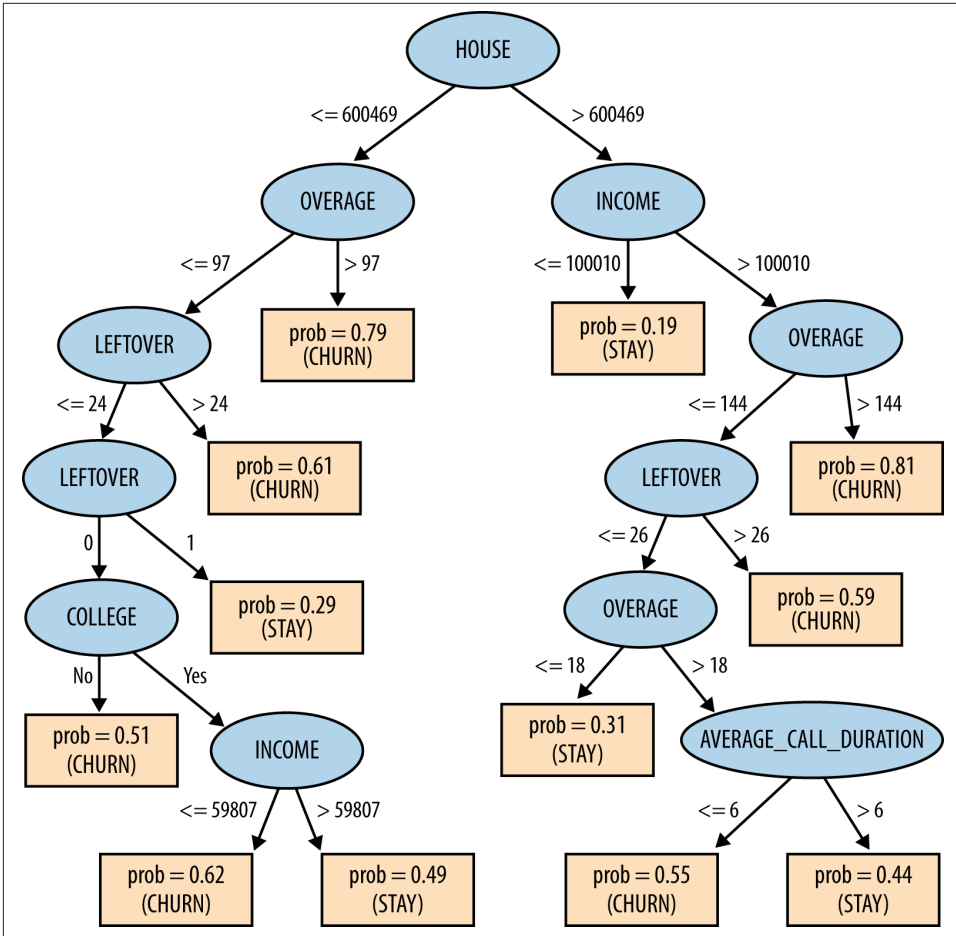 HOUSE
<= 600469
> 600469
OVERAGE
INCOME
<= 97
> 97
<= 100010
> 100010
LEFTOVER
prob = 0.79
(CHURN)
prob = 0.19
(STAY)
OVERAGE
<= 24
> 24
<= 144
> 144
LEFTOVER
prob = 0.61
(CHURN)
LEFTOVER
prob = 0.81
(CHURN)
0
1
<= 26
> 26
COLLEGE
prob = 0.29
(STAY)
OVERAGE
prob = 0.59
(CHURN)
No
Yes
<= 18
> 18
prob = 0.51
(CHURN)
INCOME
prob = 0.31
(STAY)
AVERAGE_CALL_DURATION
<= 59807
> 59807
<= 6
> 6
prob = 0.62
(CHURN)
prob = 0.49
(STAY)
prob = 0.55
(CHURN)
prob = 0.44
(STAY)